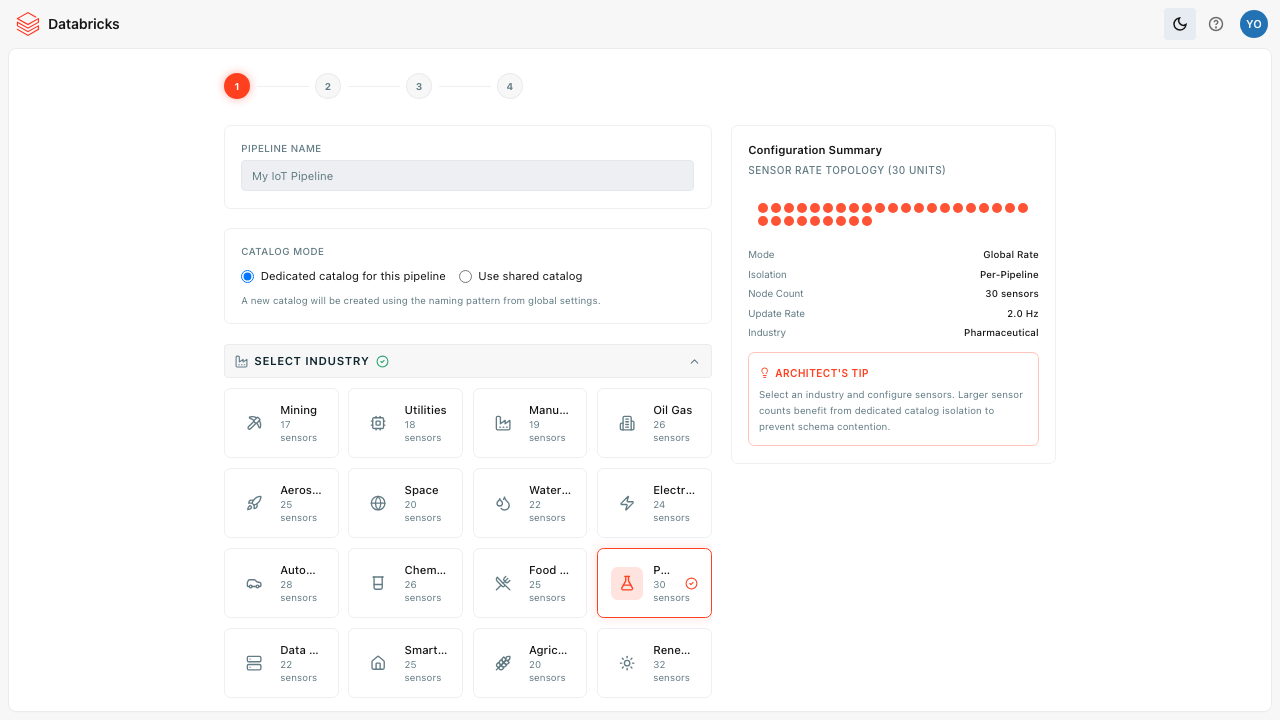 Databricks
YO
1
2
3
4
PIPELINE NAME
My IoT Pipeline
CATALOG MODE
Dedicated catalog for this pipeline
Use shared catalog
A new catalog will be created using the naming pattern from global settings.
SELECT INDUSTRY
Mining
17
sensors
Utilities
18
sensors
Manu...
19
sensors
Oil Gas
26
sensors
Aeros...
25
sensors
Space
20
sensors
Water...
22
sensors
Electr...
24
sensors
Auto...
28
sensors
Chem...
26
sensors
Food ...
25
sensors
P...
30
sensors
Data ...
22
sensors
Smart...
25
sensors
Agric...
20
sensors
Rene...
32
sensors
Configuration Summary
SENSOR RATE TOPOLOGY (30 UNITS)
Mode Global Rate
Isolation Per-Pipeline
Node Count 30 sensors
Update Rate 2.0 Hz
Industry Pharmaceutical
ARCHITECT'S TIP
Select an industry and configure sensors. Larger sensor
counts benefit from dedicated catalog isolation to
prevent schema contention.